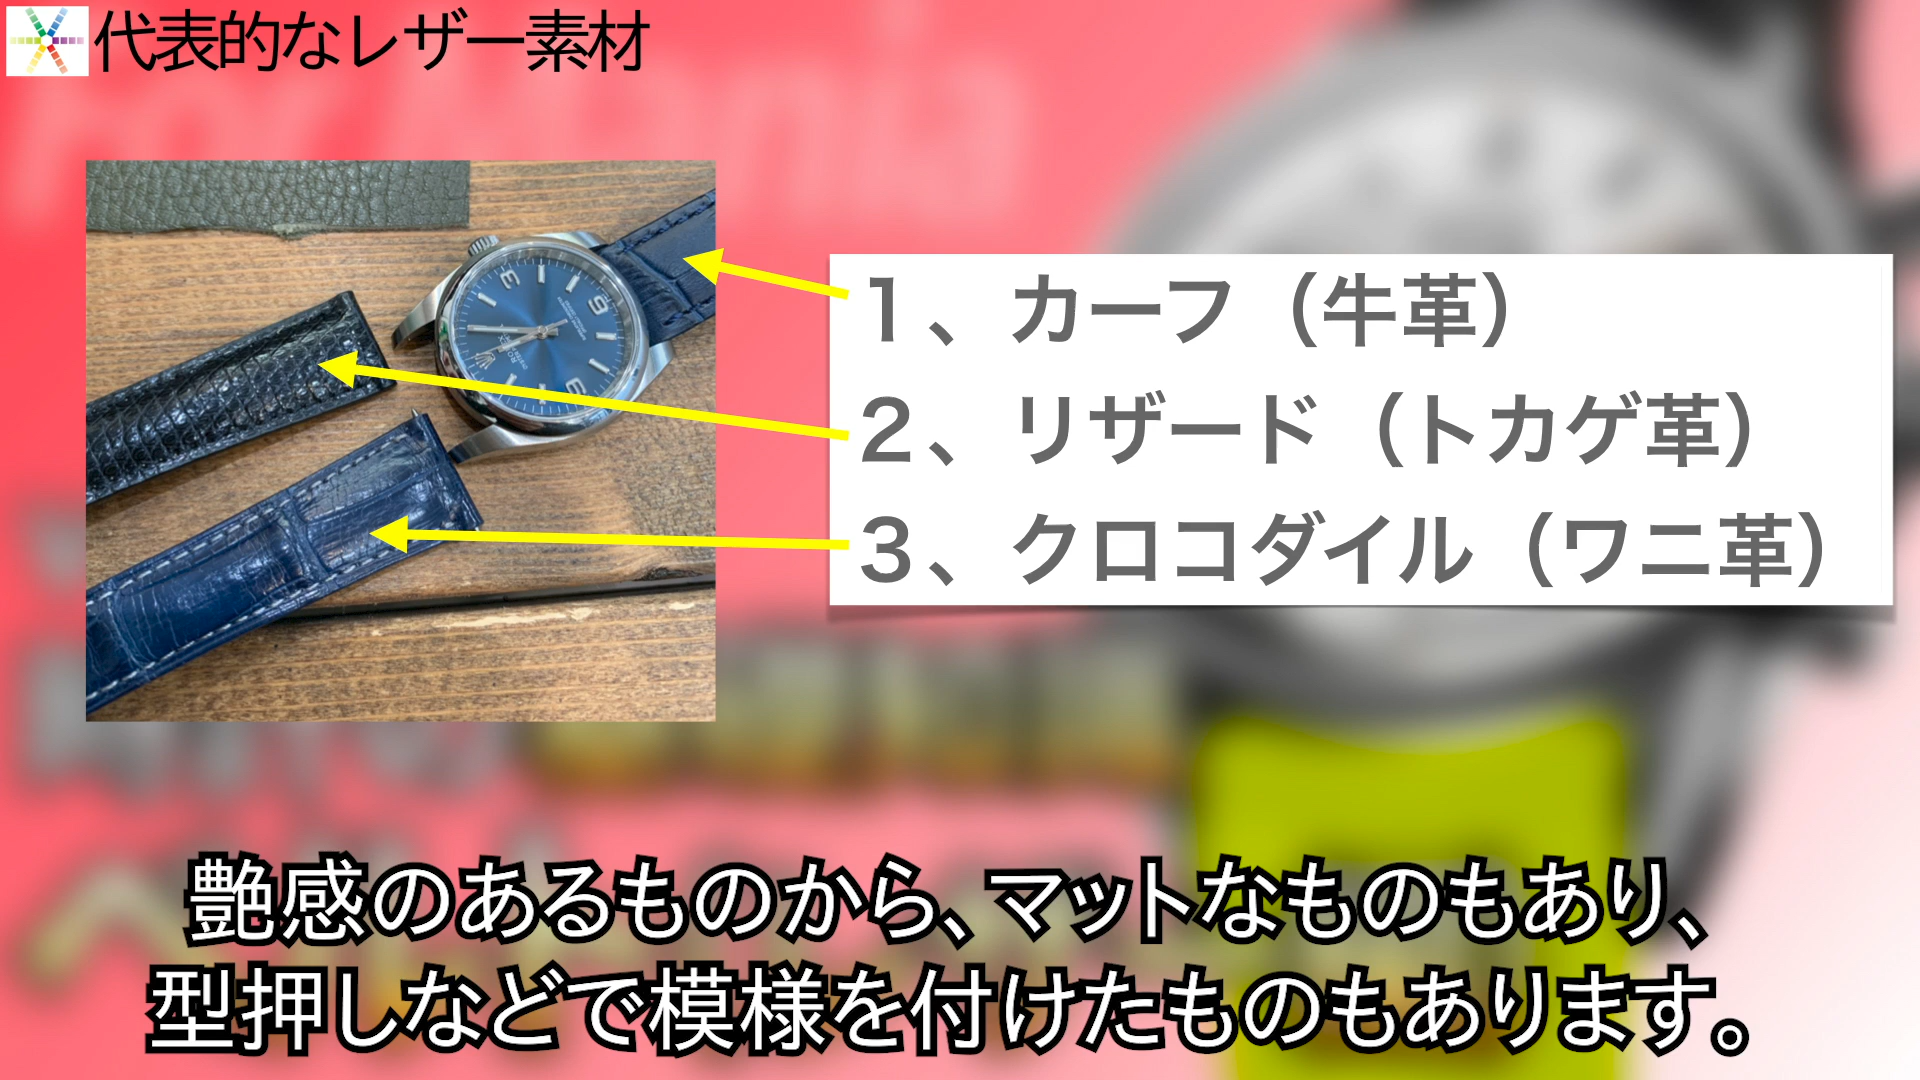 代表的なレザー素材
1、カーフ（牛革）
2、リザード（トカゲ革）
3、クロコダイル（ワニ革）
艶感のあるものから、マットなものもあり、
型押しなどで模様を付けたものもあります。